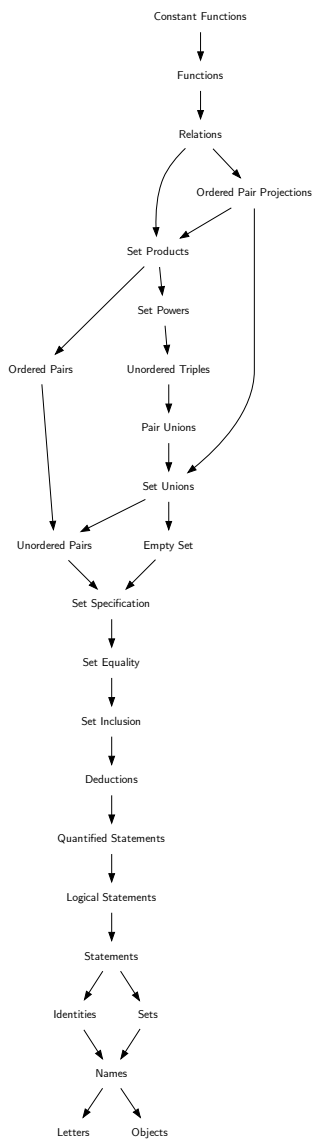 Constant Functions
Functions
Relations
Ordered Pair Projections
Set Products
Set Powers
Ordered Pairs
Unordered Triples
Pair Unions
Set Unions
Unordered Pairs
Empty Set
Set Specification
Set Equality
Set Inclusion
Deductions
Quantified Statements
Logical Statements
Statements
Identities
Sets
Names
Letters
Objects